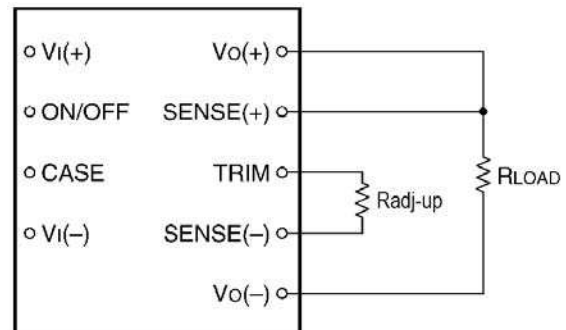 VI(+)
VO(+)
ON/OFF
SENSE(+)
CASE
TRIM
Radj-up
RLOAD
VI(–)
SENSE(–)
VO(–)